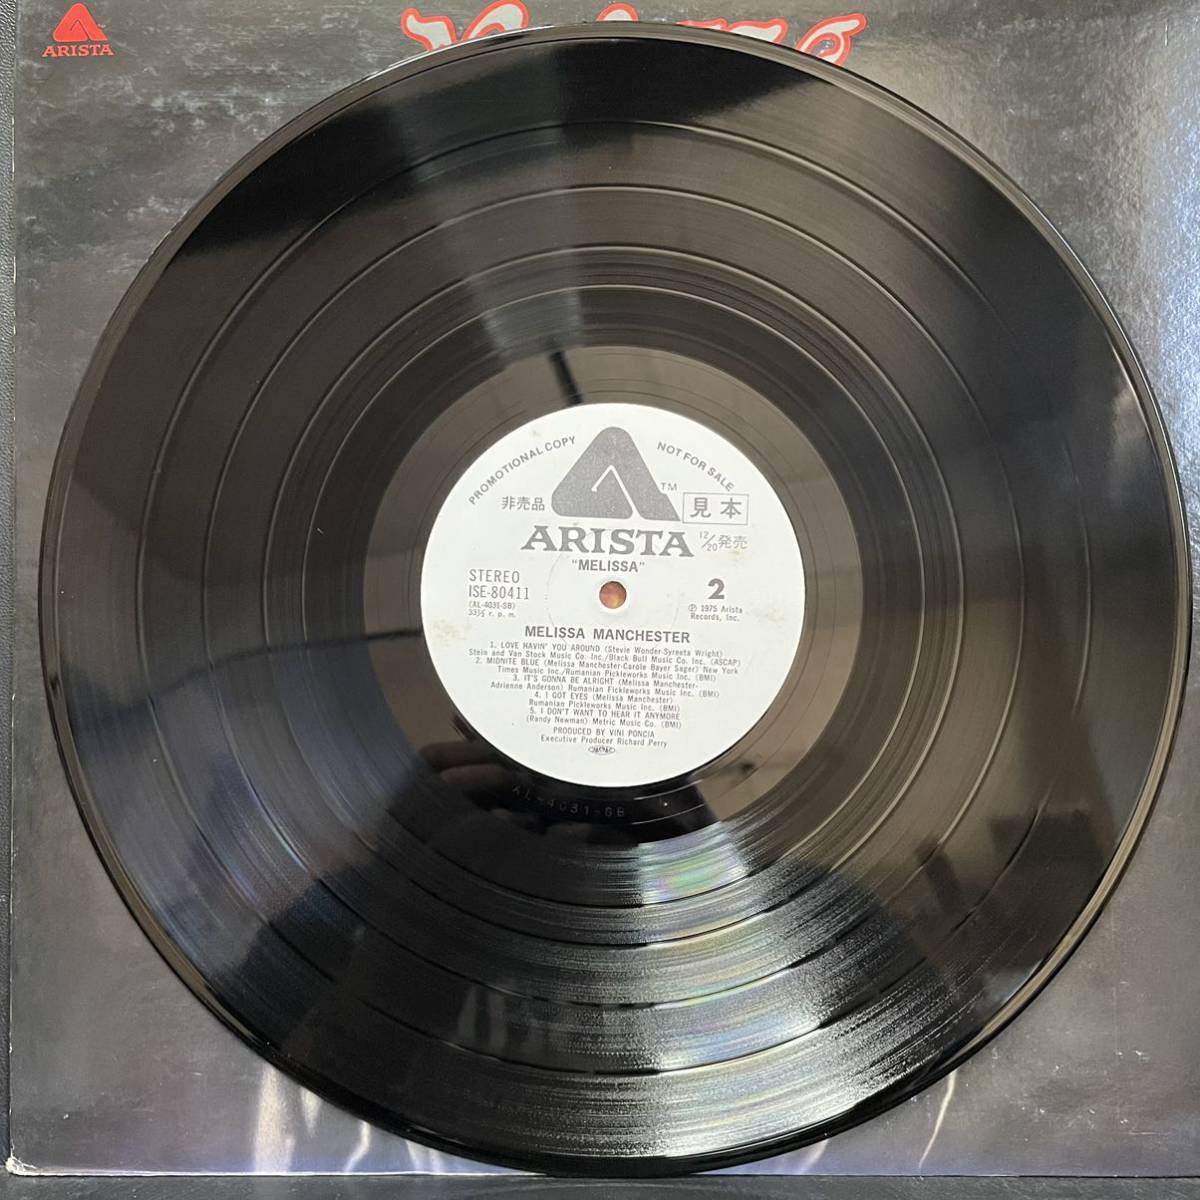 ARISTA
PROMOTIONAL COPY
NOT FOR SALE
TM
非売品
見本
ARISTA
12/20発売
"MELISSA"
STEREO
ISE-80411
(AL-4031-SB)
33⅓ r. p. m.
2
℗ 1975 Arista
Records, Inc.
MELISSA MANCHESTER
1. LOVE HAVIN' YOU AROUND (Stevie Wonder-Syreeta Wright)
Stein and Van Stock Music Co. Inc./Black Bull Music Co. Inc. (ASCAP)
2. MIDNITE BLUE (Melissa Manchester-Carole Bayer Sager) New York
Times Music Inc./Rumanian Pickleworks Music Inc. (BMI)
3. IT'S GONNA BE ALRIGHT (Melissa Manchester-
Adrienne Anderson) Rumanian Fickleworks Music Inc. (BMI)
4. I GOT EYES (Melissa Manchester)
Rumanian Pickleworks Music Inc. (BMI)
5. I DON'T WANT TO HEAR IT ANYMORE
(Randy Newman) Metric Music Co. (BMI)
PRODUCED BY VINI PONCIA
Executive Producer Richard Perry
AL-4031-SB